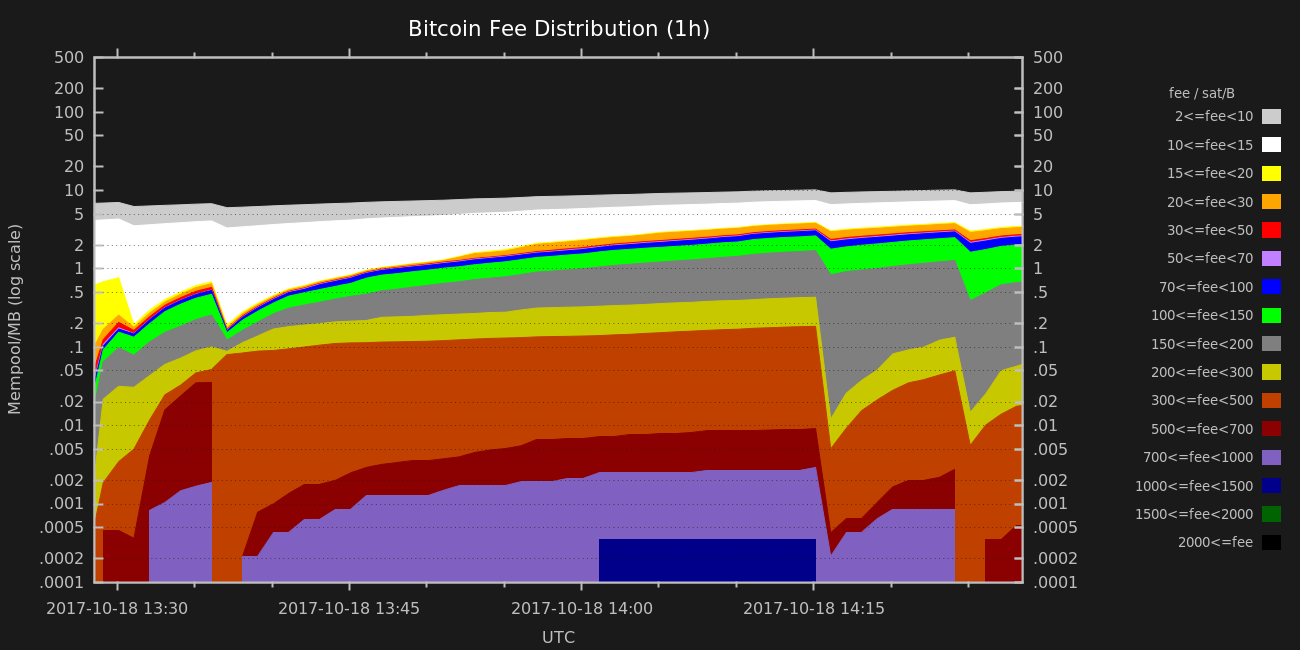 Bitcoin Fee Distribution (1h)
500
200
100
50
20
10
5
2
1
.5
.2
.1
.05
.02
.01
.005
.002
.001
.0005
.0002
.0001
Mempool/MB (log scale)
500
200
100
50
20
10
5
2
1
.5
.2
.1
.05
.02
.01
.005
.002
.001
.0005
.0002
.0001
2017-10-18 13:30
2017-10-18 13:45
2017-10-18 14:00
2017-10-18 14:15
UTC
fee / sat/B
2<=fee<10
10<=fee<15
15<=fee<20
20<=fee<30
30<=fee<50
50<=fee<70
70<=fee<100
100<=fee<150
150<=fee<200
200<=fee<300
300<=fee<500
500<=fee<700
700<=fee<1000
1000<=fee<1500
1500<=fee<2000
2000<=fee